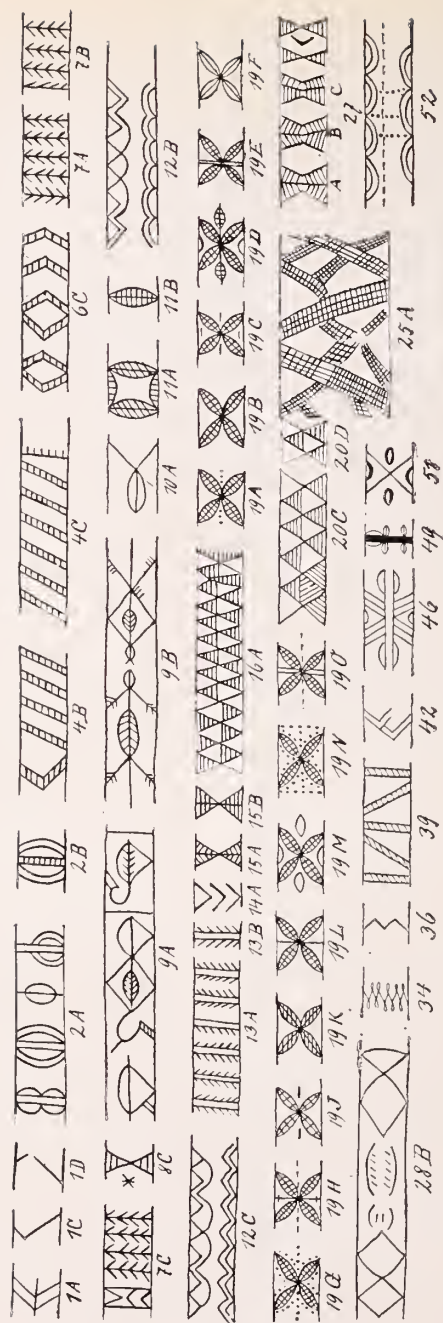 1A 1C 1D 2A 2B 4B 4C 6C 7A 7B
7C 8C 9A 9B 10A 11A 11B 12B
12C 13A 13B 14A 15A 15B 16A 19A 19B 19C 19D 19E 19F
19G 19H 19J 19K 19L 19M 19N 19O 20C 20D 25A A B C
27
28B 34 36 39 42 46 49 58 52